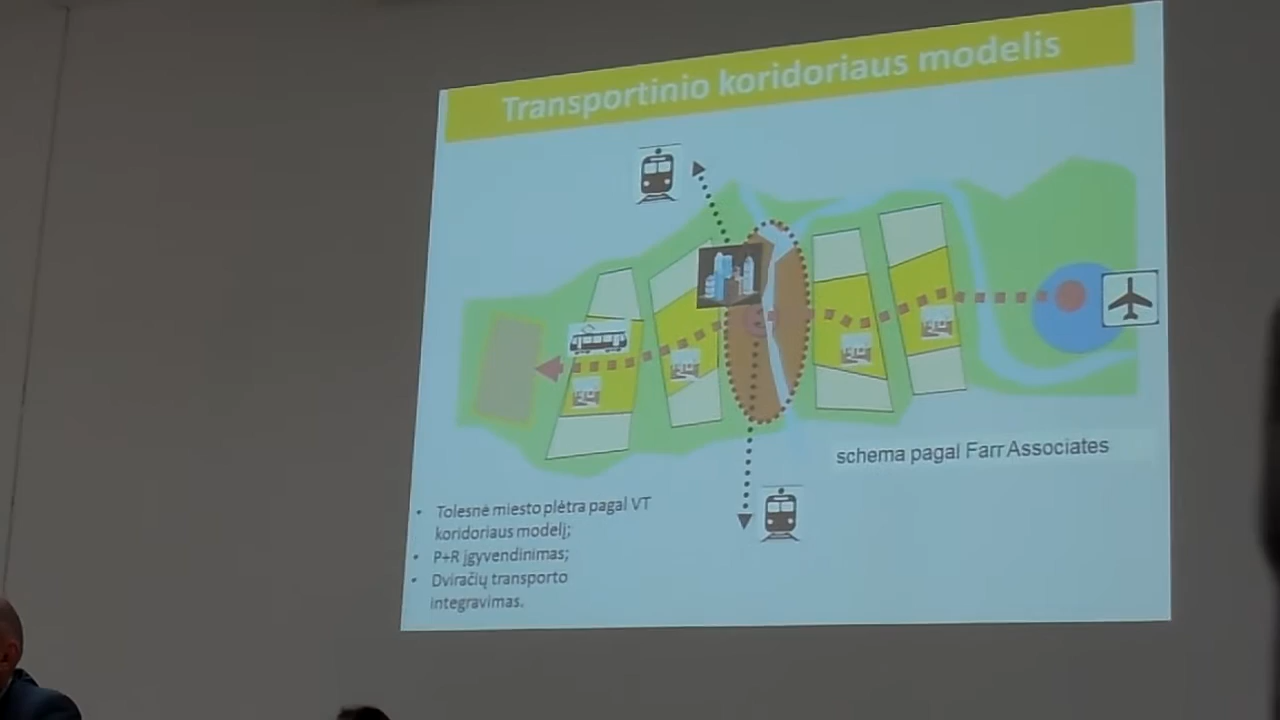 Transportinio koridoriaus modelis
schema pagal Farr Associates
• Tolesnė miesto plėtra pagal VT
koridoriaus modelį;
• P+R įgyvendinimas;
• Dviračių transporto
integravimas.